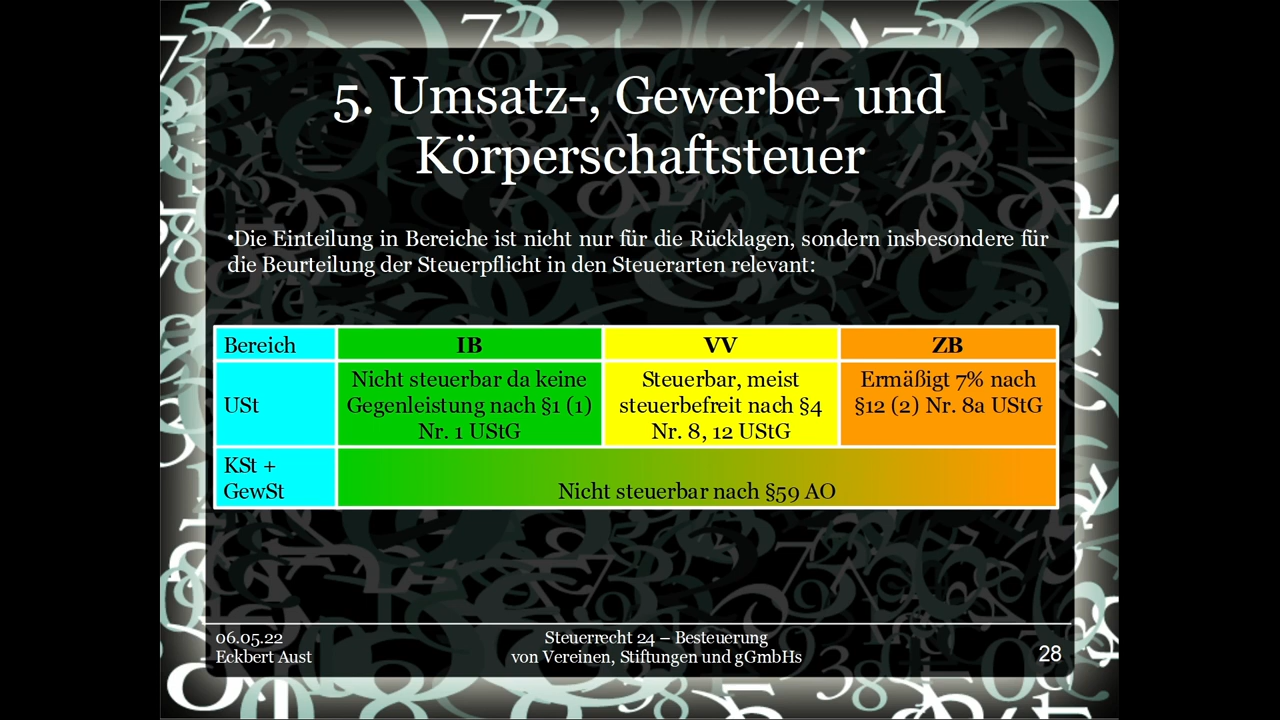 5. Umsatz-, Gewerbe- und
Körperschaftsteuer
•Die Einteilung in Bereiche ist nicht nur für die Rücklagen, sondern insbesondere für
die Beurteilung der Steuerpflicht in den Steuerarten relevant:
Bereich IB VV ZB
USt
Nicht steuerbar da keine
Gegenleistung nach §1 (1)
Nr. 1 UStG
Steuerbar, meist
steuerbefreit nach §4
Nr. 8, 12 UStG
Ermäßigt 7% nach
§12 (2) Nr. 8a UStG
KSt +
GewSt
Nicht steuerbar nach §59 AO
06.05.22
Eckbert Aust
Steuerrecht 24 – Besteuerung
von Vereinen, Stiftungen und gGmbHs
28